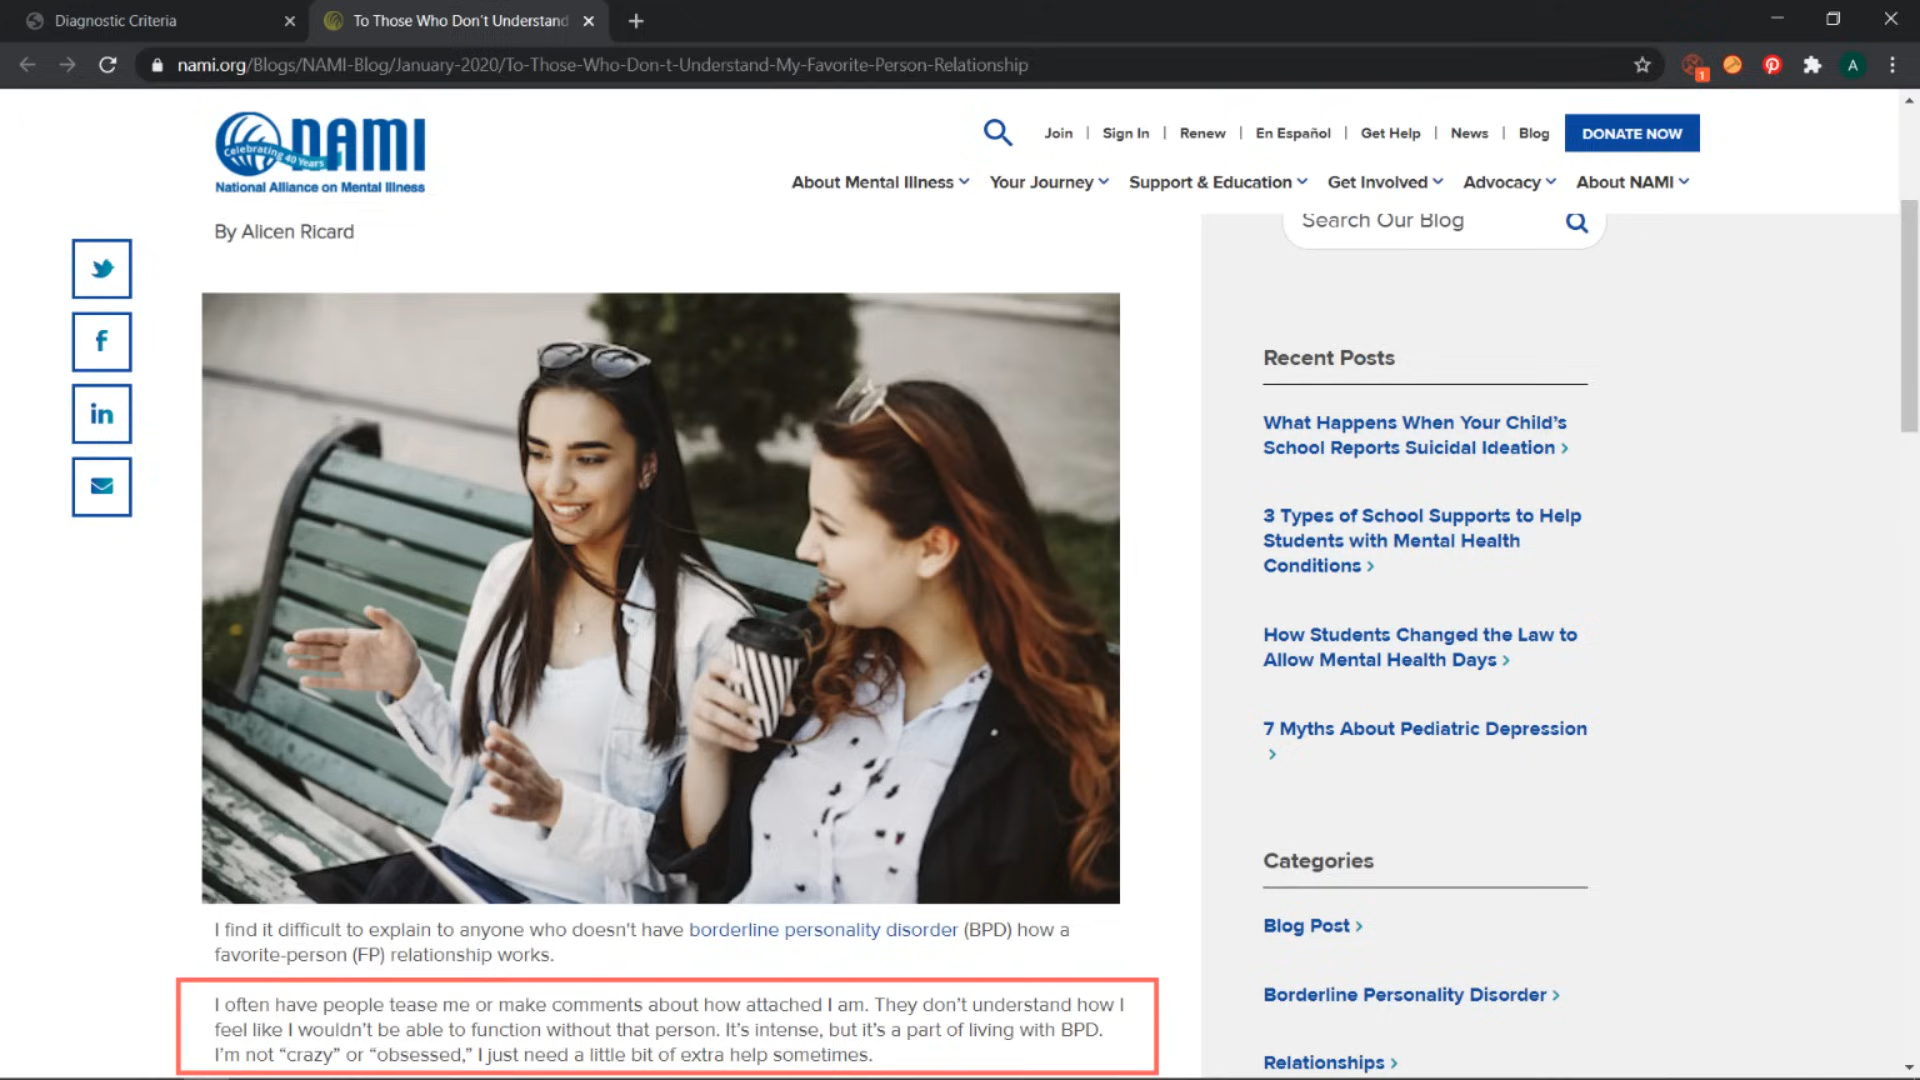 Diagnostic Criteria
To Those Who Don't Understand
nami.org/Blogs/NAMI-Blog/January-2020/To-Those-Who-Don-t-Understand-My-Favorite-Person-Relationship
1
A
NAMI
Celebrating 40 Years
National Alliance on Mental Illness
Join | Sign In | Renew | En Español | Get Help | News | Blog
DONATE NOW
About Mental Illness Your Journey Support & Education Get Involved Advocacy About NAMI
By Alicen Ricard
Search Our Blog
Recent Posts
What Happens When Your Child's
School Reports Suicidal Ideation >
3 Types of School Supports to Help
Students with Mental Health
Conditions >
How Students Changed the Law to
Allow Mental Health Days >
7 Myths About Pediatric Depression
>
Categories
Blog Post >
Borderline Personality Disorder >
Relationships >
I find it difficult to explain to anyone who doesn't have borderline personality disorder (BPD) how a
favorite-person (FP) relationship works.
I often have people tease me or make comments about how attached I am. They don't understand how I
feel like I wouldn't be able to function without that person. It's intense, but it's a part of living with BPD.
I'm not “crazy” or “obsessed,” I just need a little bit of extra help sometimes.